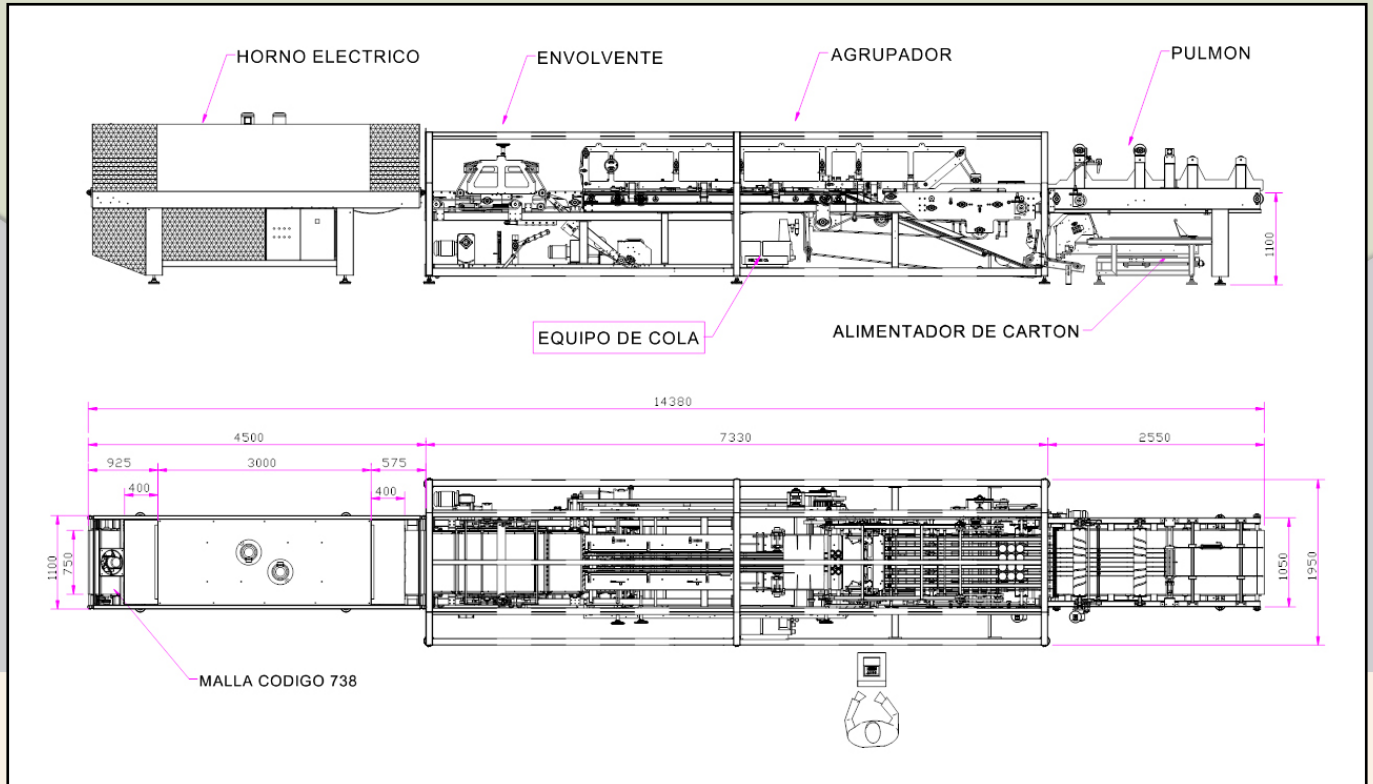 HORNO ELECTRICO
ENVOLVENTE
AGRUPADOR
PULMON
1100
EQUIPO DE COLA
ALIMENTADOR DE CARTON
14380
4500
7330
2550
925
3000
575
400
400
1100
750
1050
1950
MALLA CODIGO 738